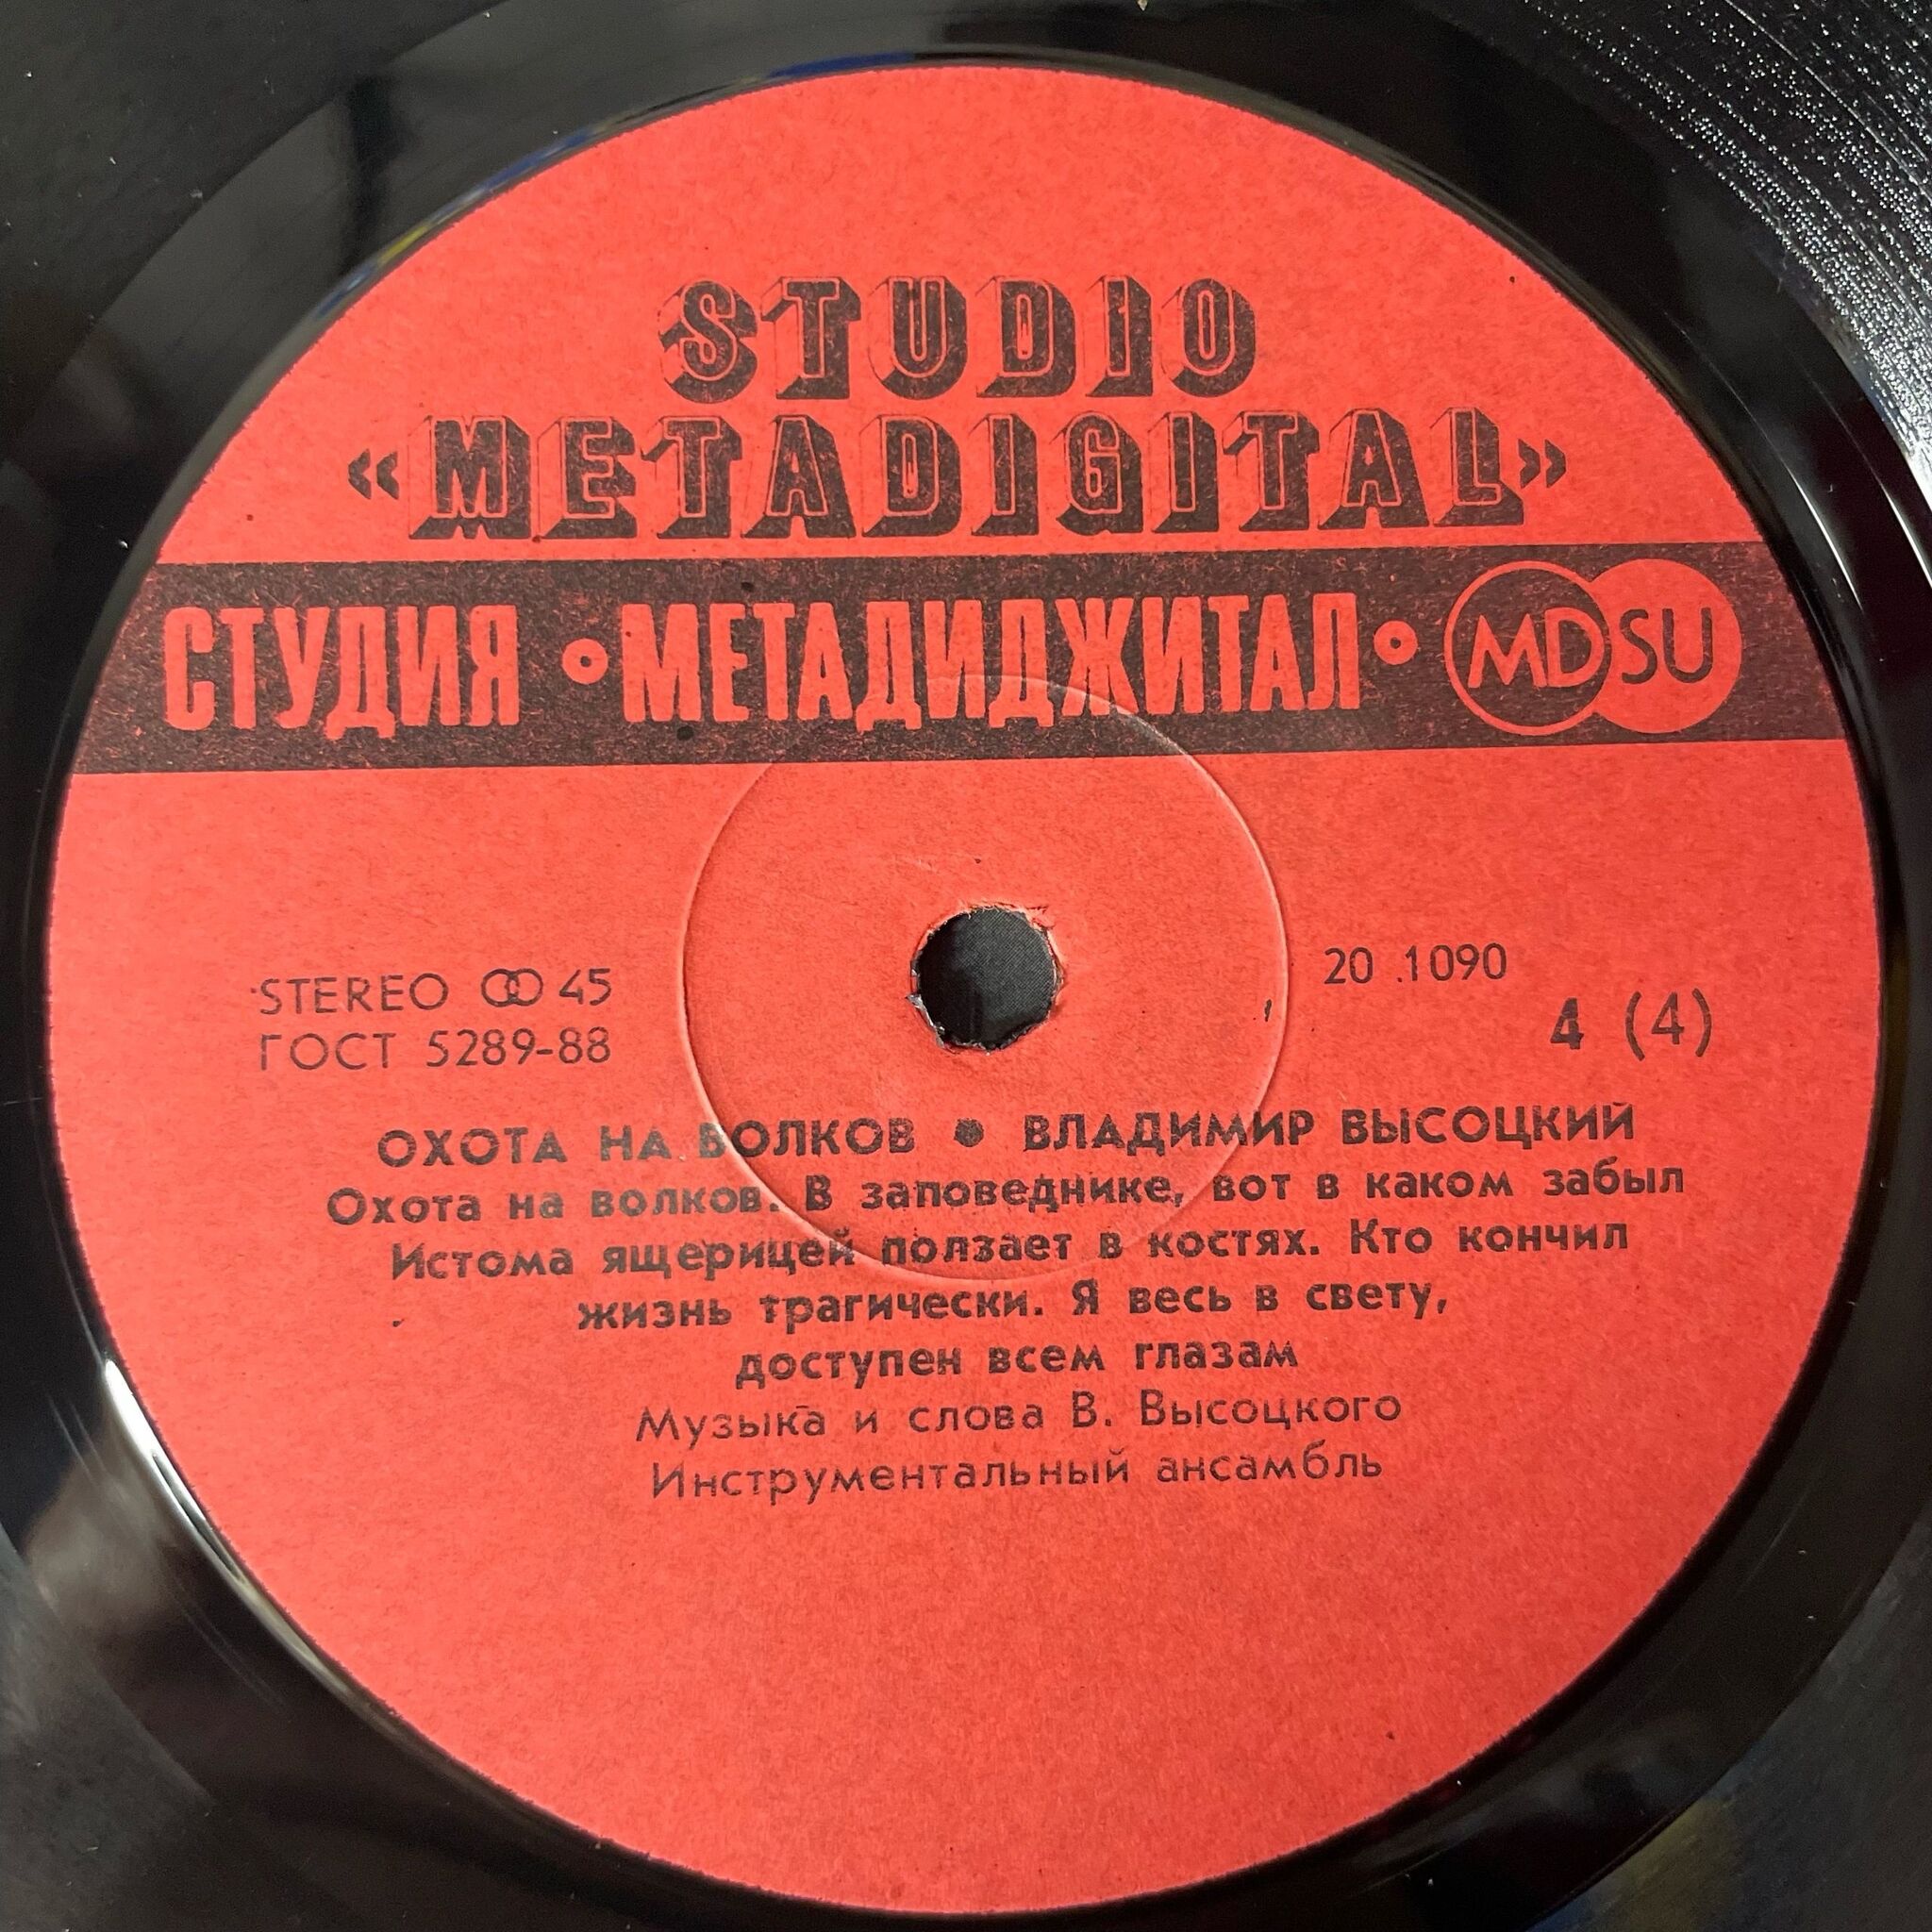 STUDIO
«METADIGITAL»
СТУДИЯ •МЕТАДИДЖИТАЛ• MDSU
STEREO 45
ГОСТ 5289-88
20 1090
4 (4)
ОХОТА НА ВОЛКОВ • ВЛАДИМИР ВЫСОЦКИЙ
Охота на волков. В заповеднике, вот в каком забыл
Истома ящерицей ползает в костях. Кто кончил
жизнь трагически. Я весь в свету,
доступен всем глазам
Музыка и слова В. Высоцкого
Инструментальный ансамбль